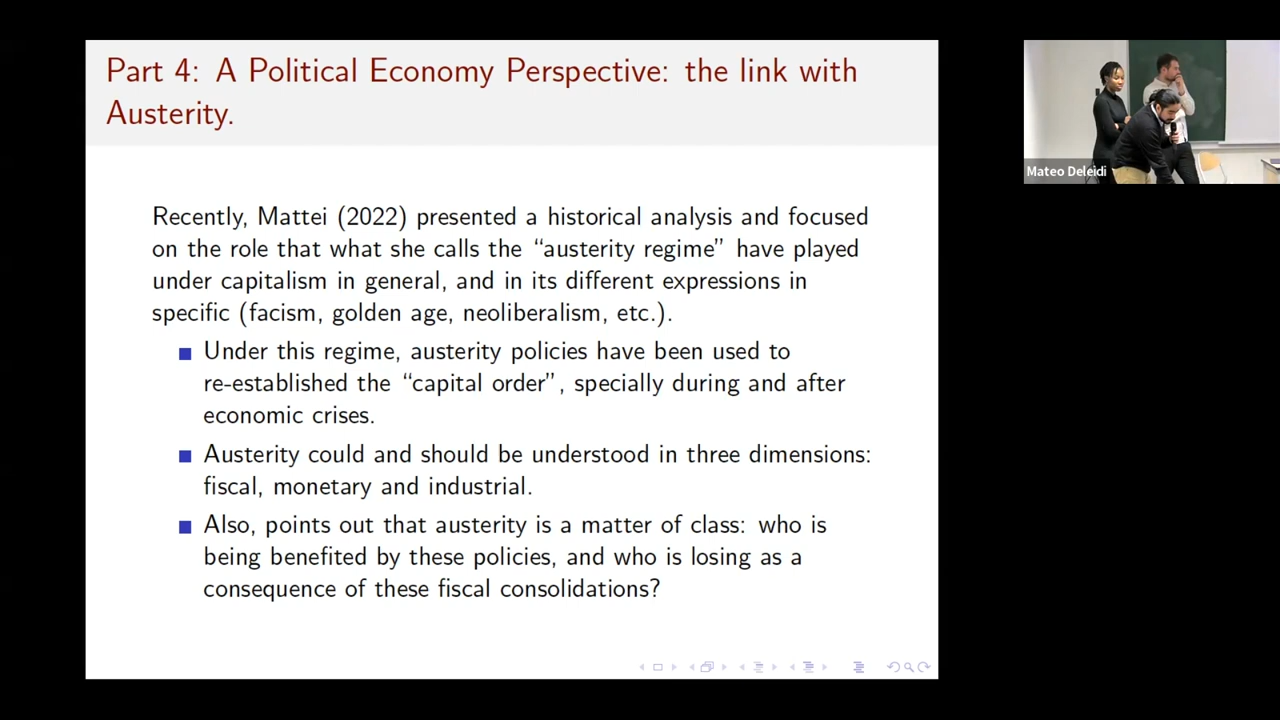 Part 4: A Political Economy Perspective: the link with
Austerity.
Recently, Mattei (2022) presented a historical analysis and focused
on the role that what she calls the “austerity regime” have played
under capitalism in general, and in its different expressions in
specific (facism, golden age, neoliberalism, etc.).
Under this regime, austerity policies have been used to
re-established the “capital order”, specially during and after
economic crises.
Austerity could and should be understood in three dimensions:
fiscal, monetary and industrial.
Also, points out that austerity is a matter of class: who is
being benefited by these policies, and who is losing as a
consequence of these fiscal consolidations?
Mateo Deleidi